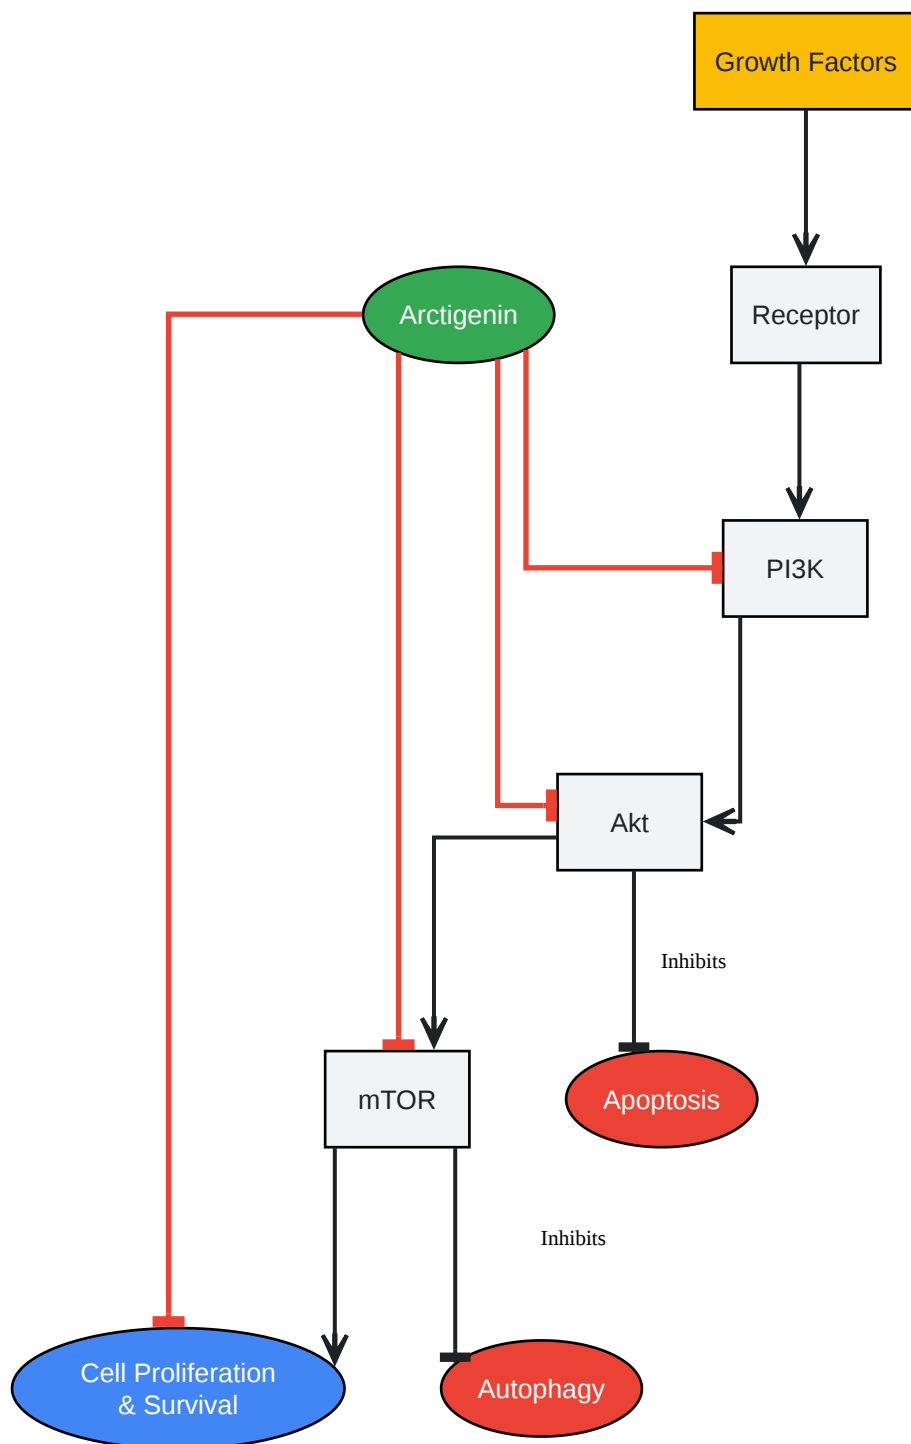 Growth Factors
Arctigenin
Receptor
PI3K
Akt
Inhibits
mTOR
Apoptosis
Inhibits
Cell Proliferation
& Survival
Autophagy